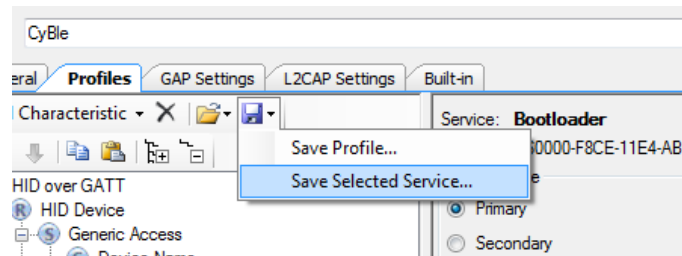 CyBle
eral Profiles GAP Settings L2CAP Settings Built-in
Characteristic
Service: Bootloader
Save Profile...
0000-F8CE-11E4-AB
Save Selected Service...
HID over GATT
R HID Device
Primary
S Generic Access
Secondary
Device Name